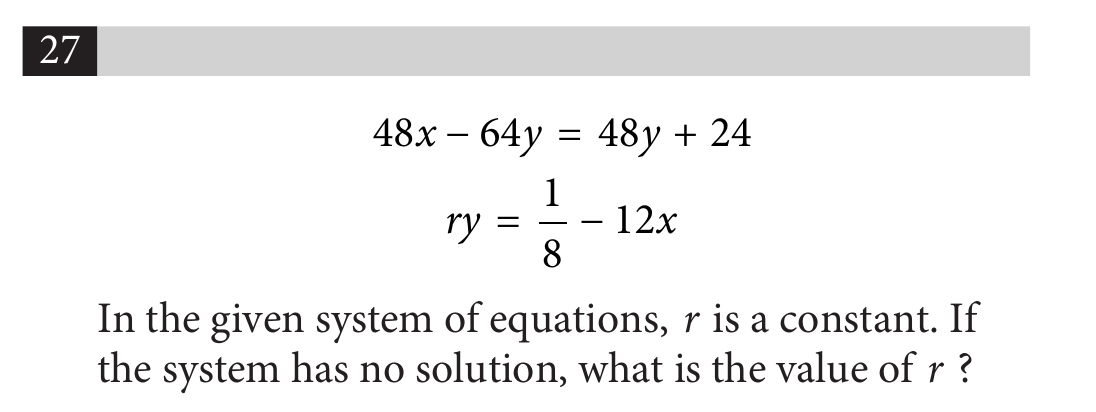 27
48x − 64y = 48y + 24
ry = 1/8 − 12x
In the given system of equations, r is a constant. If
the system has no solution, what is the value of r ?